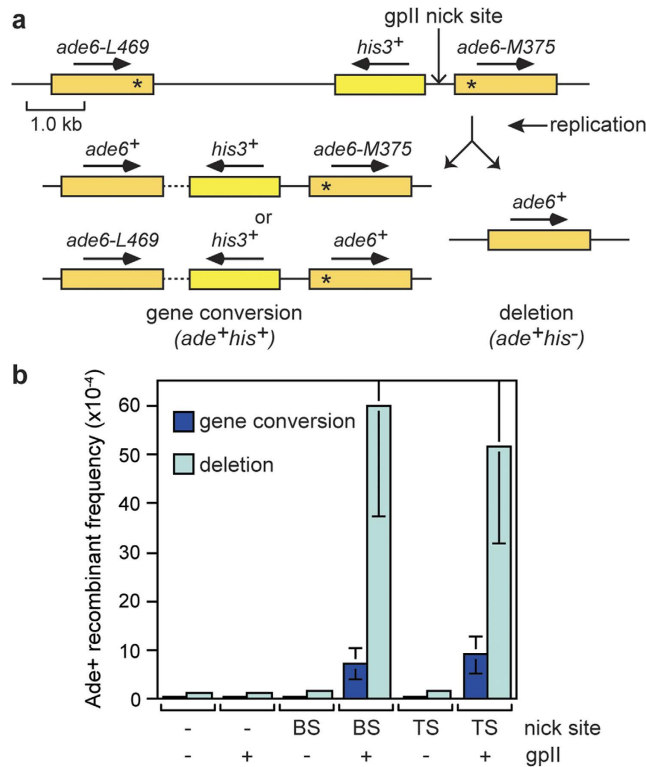 a
gpII nick site
ade6-L469 his3+ ade6-M375
* *
1.0 kb
replication
ade6+ his3+ ade6-M375
*
or
ade6+
ade6-L469 his3+ ade6+
*
gene conversion
(ade+his+)
deletion
(ade+his-)
b
Ade+ recombinant frequency (x10-4)
60
50
40
30
20
10
0
gene conversion
deletion
- - BS BS TS TS nick site
- + - + - + gpII